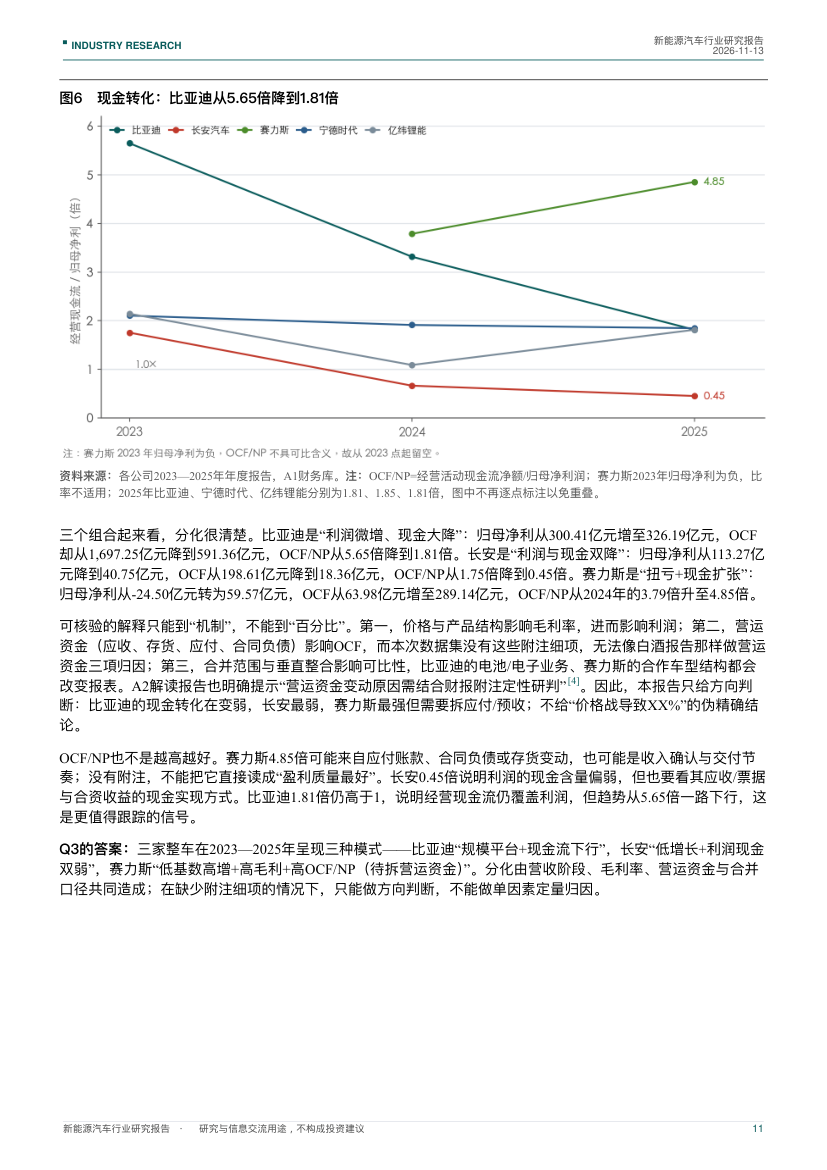 INDUSTRY RESEARCH
新能源汽车行业研究报告
2026-11-13
图6 现金转化：比亚迪从5.65倍降到1.81倍
比亚迪 长安汽车 赛力斯 宁德时代 亿纬锂能
经营现金流 / 归母净利（倍）
6
5
4
3
2
1
0
4.85
1.0×
0.45
2023 2024 2025
注：赛力斯 2023 年归母净利为负，OCF/NP 不具可比含义，故从 2023 点起留空。
资料来源：各公司2023—2025年年度报告，A1财务库。注：OCF/NP=经营活动现金流净额/归母净利润；赛力斯2023年归母净利为负，比
率不适用；2025年比亚迪、宁德时代、亿纬锂能分别为1.81、1.85、1.81倍，图中不再逐点标注以免重叠。
三个组合起来看，分化很清楚。比亚迪是“利润微增、现金大降”：归母净利从300.41亿元增至326.19亿元，OCF
却从1,697.25亿元降到591.36亿元，OCF/NP从5.65倍降到1.81倍。长安是“利润与现金双降”：归母净利从113.27亿
元降到40.75亿元，OCF从198.61亿元降到18.36亿元，OCF/NP从1.75倍降到0.45倍。赛力斯是“扭亏+现金扩张”：
归母净利从-24.50亿元转为59.57亿元，OCF从63.98亿元增至289.14亿元，OCF/NP从2024年的3.79倍升至4.85倍。
可核验的解释只能到“机制”，不能到“百分比”。第一，价格与产品结构影响毛利率，进而影响利润；第二，营运
资金（应收、存货、应付、合同负债）影响OCF，而本次数据集没有这些附注细项，无法像白酒报告那样做营运
资金三项归因；第三，合并范围与垂直整合影响可比性，比亚迪的电池/电子业务、赛力斯的合作车型结构都会
改变报表。A2解读报告也明确提示“营运资金变动原因需结合财报附注定性研判”[4]。因此，本报告只给方向判
断：比亚迪的现金转化在变弱，长安最弱，赛力斯最强但需要拆应付/预收；不给“价格战导致XX%”的伪精确结
论。
OCF/NP也不是越高越好。赛力斯4.85倍可能来自应付账款、合同负债或存货变动，也可能是收入确认与交付节
奏；没有附注，不能把它直接读成“盈利质量最好”。长安0.45倍说明利润的现金含量偏弱，但也要看其应收/票据
与合资收益的现金实现方式。比亚迪1.81倍仍高于1，说明经营现金流仍覆盖利润，但趋势从5.65倍一路下行，这
是更值得跟踪的信号。
Q3的答案：三家整车在2023—2025年呈现三种模式——比亚迪“规模平台+现金流下行”，长安“低增长+利润现金
双弱”，赛力斯“低基数高增+高毛利+高OCF/NP（待拆营运资金）”。分化由营收阶段、毛利率、营运资金与合并
口径共同造成；在缺少附注细项的情况下，只能做方向判断，不能做单因素定量归因。
新能源汽车行业研究报告 · 研究与信息交流用途，不构成投资建议
11